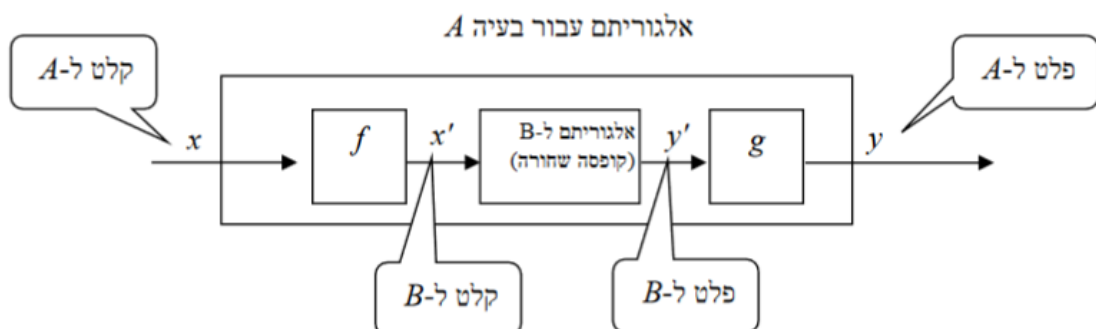 אלגוריתם עבור בעיה A
קלט ל-A
פלט ל-A
x
f
x'
אלגוריתם ל-B
(קופסה שחורה)
y'
g
y
קלט ל-B
פלט ל-B